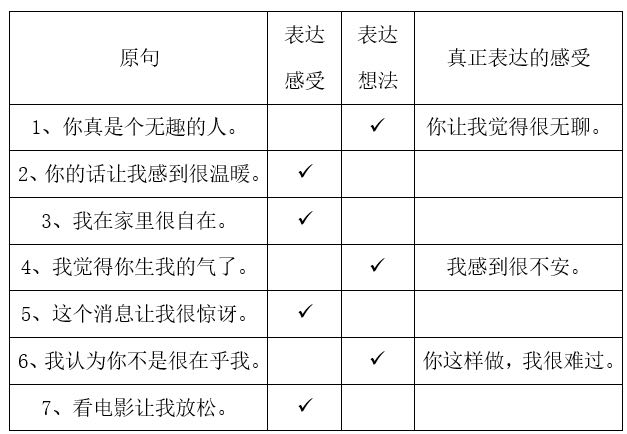 原句 表达感受 表达想法 真正表达的感受
1、你真是个无趣的人。 ✓ 你让我觉得很无聊。
2、你的话让我感到很温暖。 ✓
3、我在家里很自在。 ✓
4、我觉得你生我的气了。 ✓ 我感到很不安。
5、这个消息让我很惊讶。 ✓
6、我认为你不是很在乎我。 ✓ 你这样做，我很难过。
7、看电影让我放松。 ✓